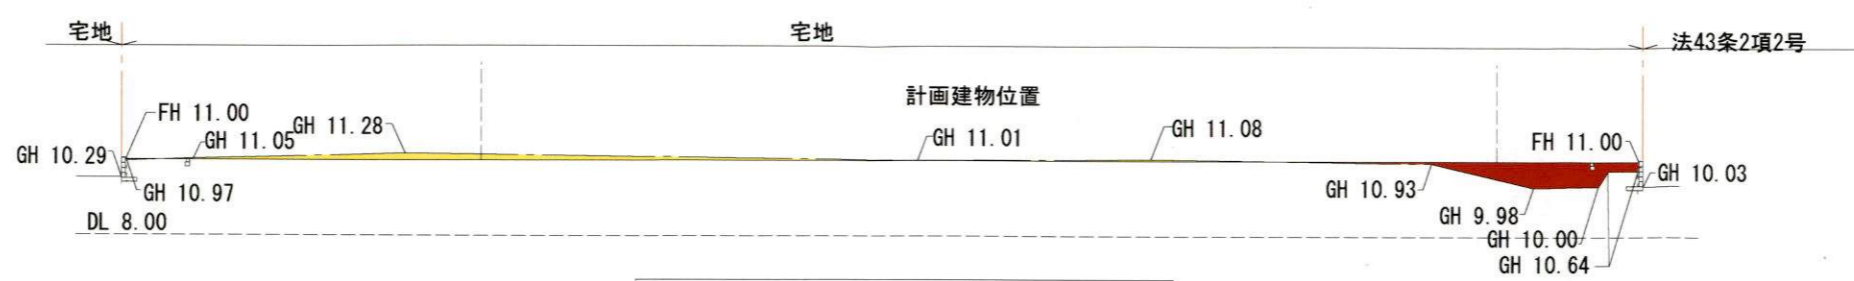 宅地
宅地
法43条2項2号
計画建物位置
FH 11.00
GH 11.05
GH 11.28
GH 11.01
GH 11.08
FH 11.00
GH 10.29
GH 10.97
GH 10.93
GH 10.03
GH 9.98
DL 8.00
GH 10.00
GH 10.64